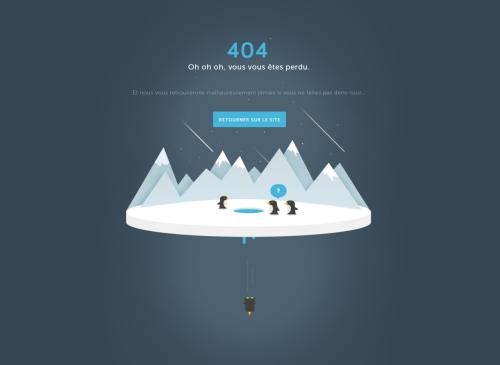 404
Oh oh oh, vous vous êtes perdu.
Et nous vous retrouverons malheureusement jamais si vous ne faites pas demi-tour...
RETOURNER SUR LE SITE
?